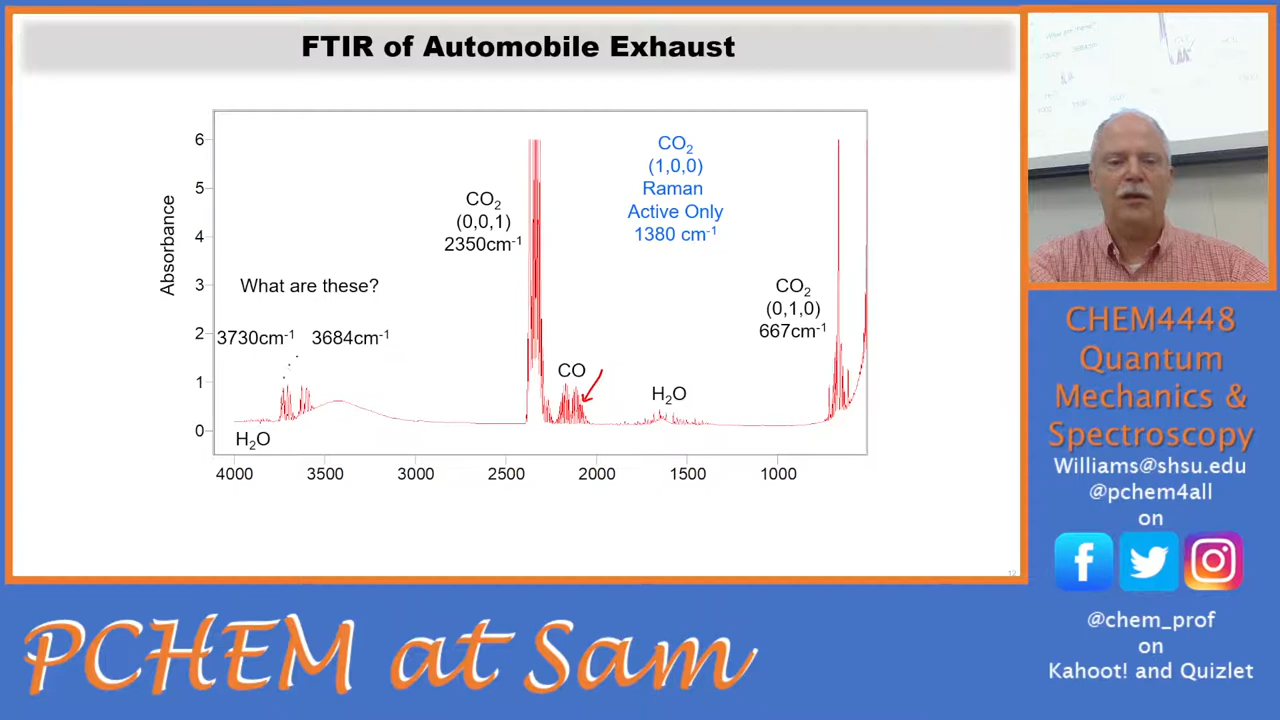 FTIR of Automobile Exhaust
Absorbance
6
5
4
3
2
1
0
4000 3500 3000 2500 2000 1500 1000
What are these?
3730cm-1 3684cm-1
H2O
CO2
(0,0,1)
2350cm-1
CO
CO2
(1,0,0)
Raman
Active Only
1380 cm-1
H2O
CO2
(0,1,0)
667cm-1
12
CHEM4448
Quantum
Mechanics &
Spectroscopy
Williams@shsu.edu
@pchem4all
on
@chem_prof
on
Kahoot! and Quizlet
PCHEM at Sam